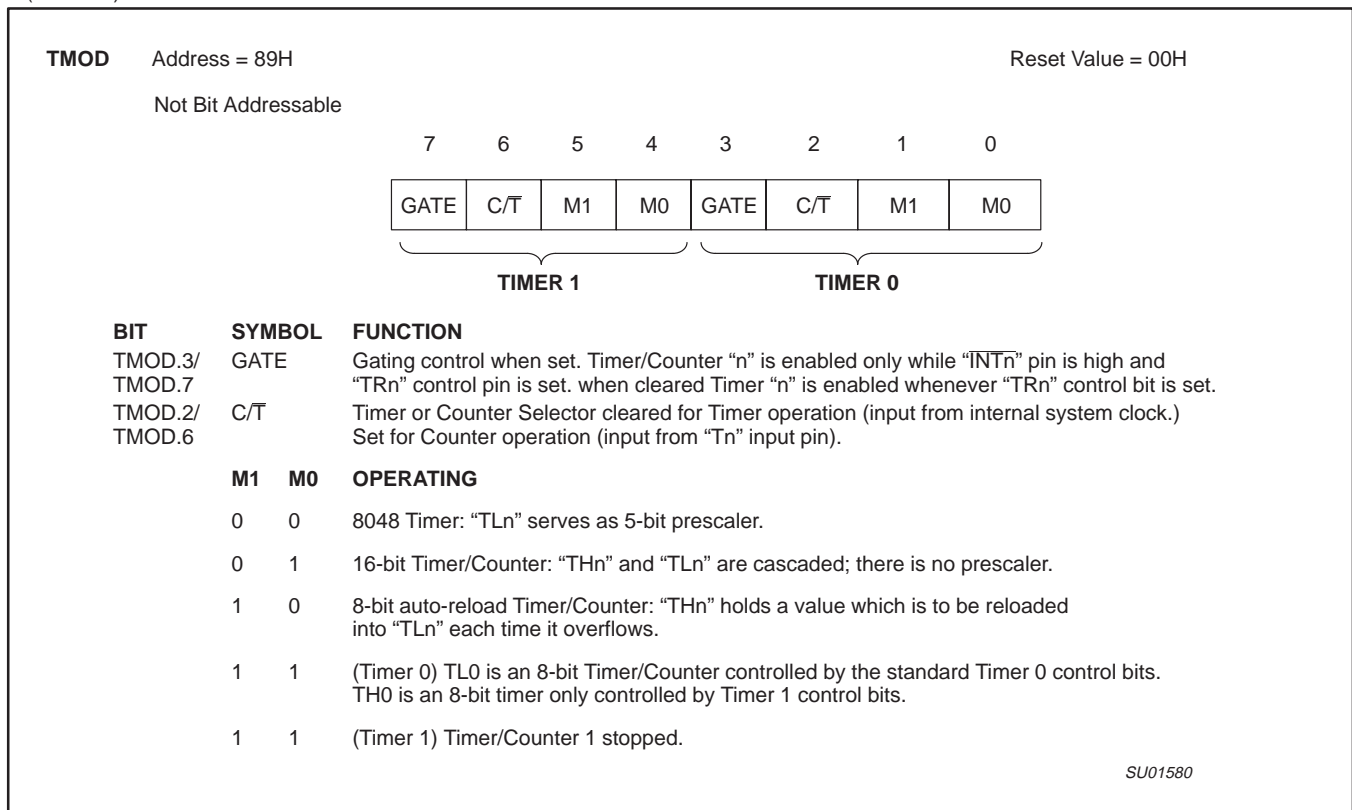 TMOD Address = 89H Reset Value = 00H
Not Bit Addressable
7 6 5 4 3 2 1 0
GATE C/T̅ M1 M0 GATE C/T̅ M1 M0
TIMER 1 TIMER 0
BIT SYMBOL FUNCTION
TMOD.3/ GATE Gating control when set. Timer/Counter “n” is enabled only while “I̅N̅T̅n̅” pin is high and
TMOD.7 “TRn” control pin is set. when cleared Timer “n” is enabled whenever “TRn” control bit is set.
TMOD.2/ C/T̅ Timer or Counter Selector cleared for Timer operation (input from internal system clock.)
TMOD.6 Set for Counter operation (input from “Tn” input pin).
M1 M0 OPERATING
0 0 8048 Timer: “TLn” serves as 5-bit prescaler.
0 1 16-bit Timer/Counter: “THn” and “TLn” are cascaded; there is no prescaler.
1 0 8-bit auto-reload Timer/Counter: “THn” holds a value which is to be reloaded
into “TLn” each time it overflows.
1 1 (Timer 0) TL0 is an 8-bit Timer/Counter controlled by the standard Timer 0 control bits.
TH0 is an 8-bit timer only controlled by Timer 1 control bits.
1 1 (Timer 1) Timer/Counter 1 stopped.
SU01580